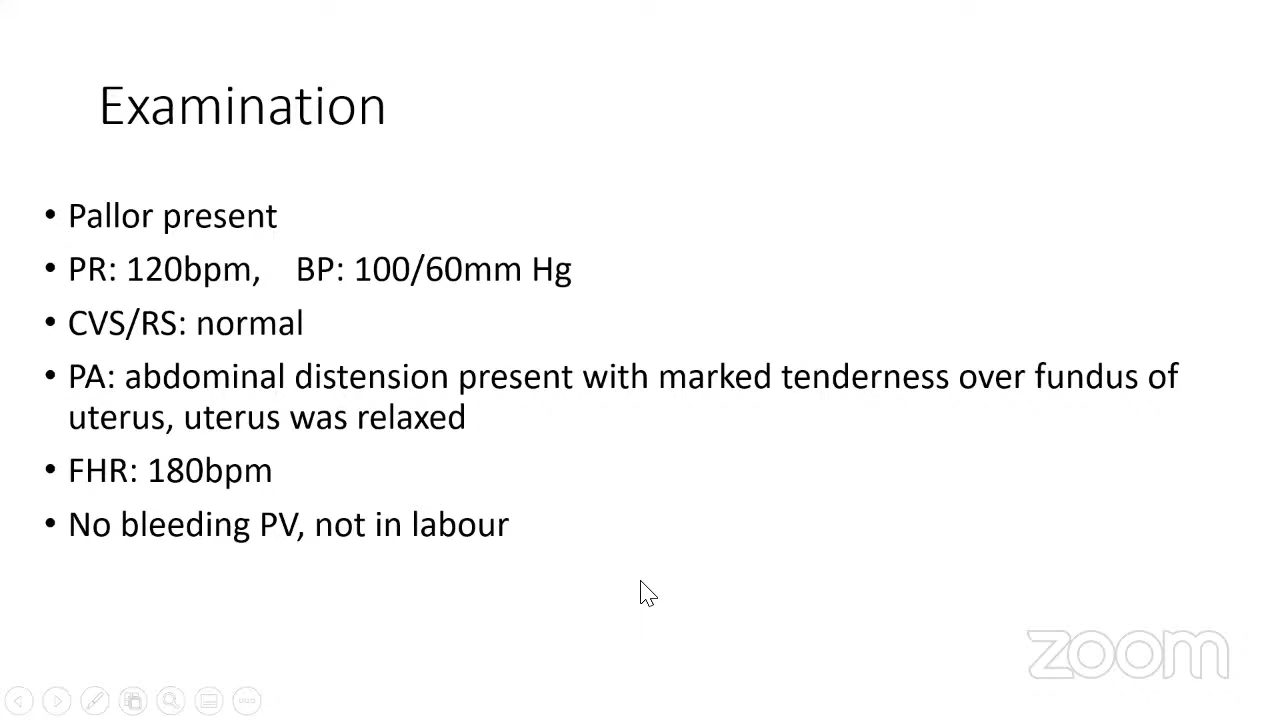 Examination
• Pallor present
• PR: 120bpm, BP: 100/60mm Hg
• CVS/RS: normal
• PA: abdominal distension present with marked tenderness over fundus of
uterus, uterus was relaxed
• FHR: 180bpm
• No bleeding PV, not in labour
zoom